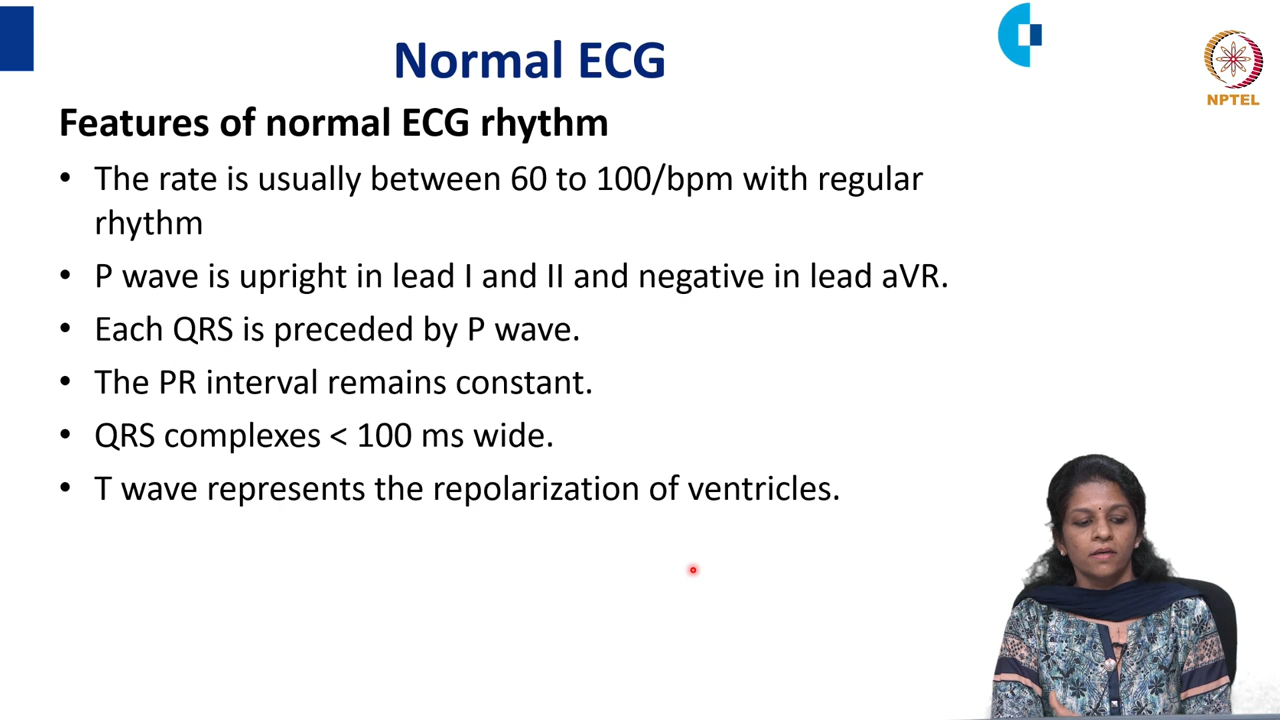 Normal ECG
NPTEL
Features of normal ECG rhythm
• The rate is usually between 60 to 100/bpm with regular
rhythm
• P wave is upright in lead I and II and negative in lead aVR.
• Each QRS is preceded by P wave.
• The PR interval remains constant.
• QRS complexes < 100 ms wide.
• T wave represents the repolarization of ventricles.